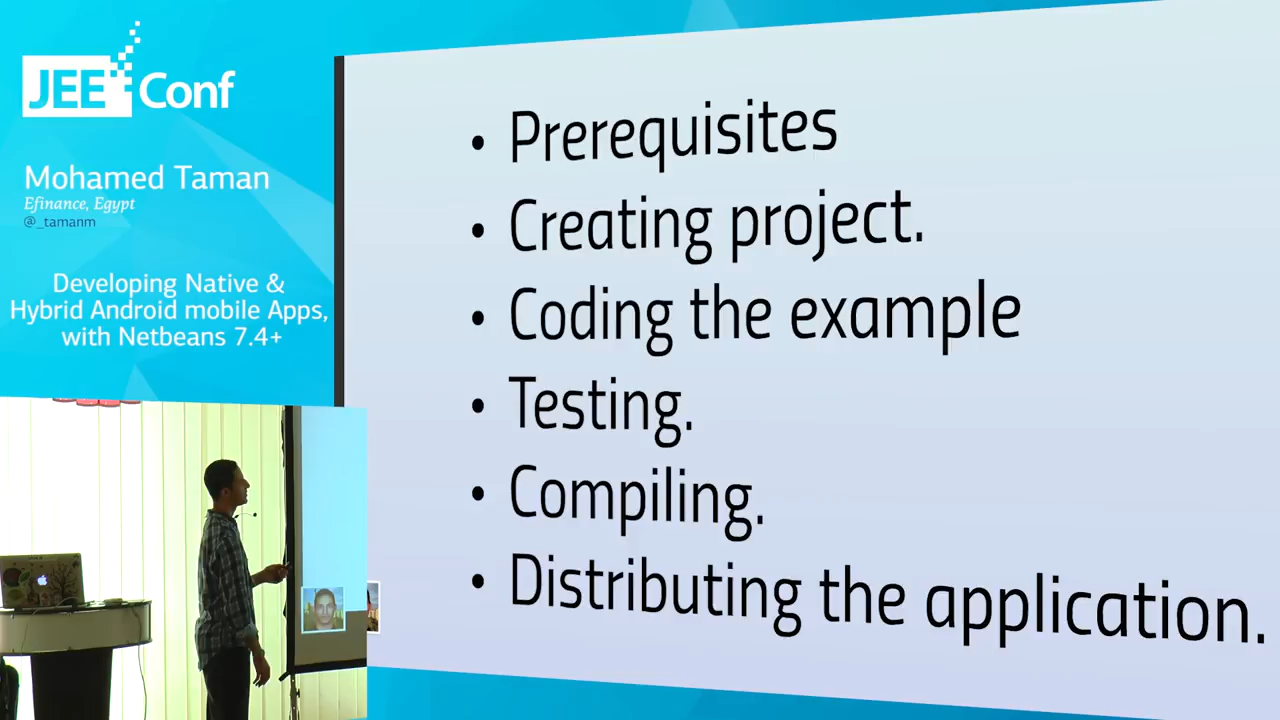 JEE Conf
Mohamed Taman
Efinance, Egypt
@_tamanm
Developing Native &
Hybrid Android mobile Apps,
with Netbeans 7.4+
• Prerequisites
• Creating project.
• Coding the example
• Testing.
• Compiling.
• Distributing the application.